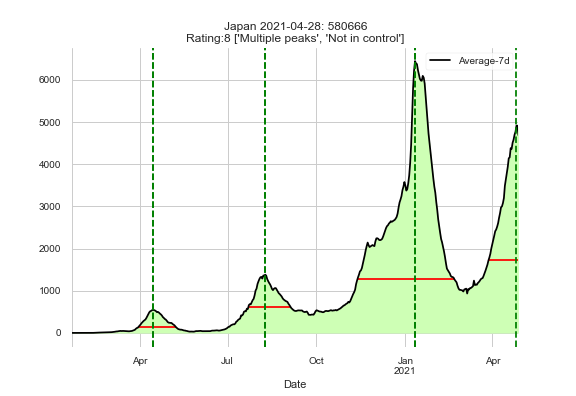 Japan 2021-04-28: 580666
Rating:8 ['Multiple peaks', 'Not in control']
Average-7d
6000
5000
4000
3000
2000
1000
0
Apr
Jul
Oct
Jan
2021
Apr
Date